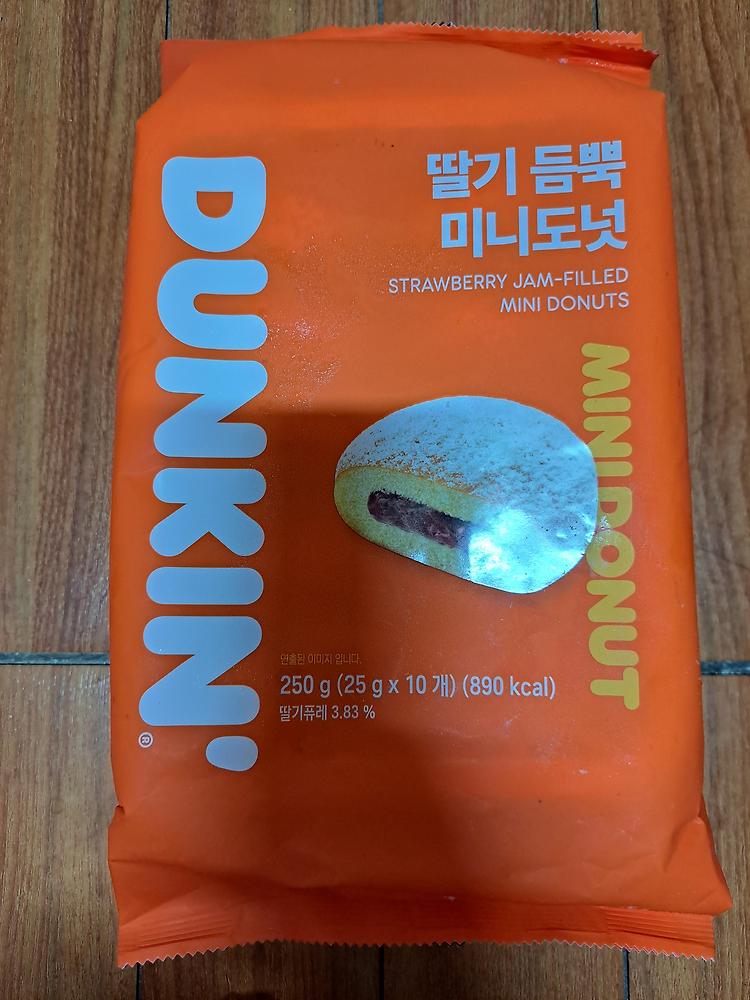 DUNKIN'
®
딸기 듬뿍
미니도넛
STRAWBERRY JAM-FILLED
MINI DONUTS
MINI DONUT
연출된 이미지 입니다.
250 g (25 g x 10 개) (890 kcal)
딸기퓨레 3.83 %